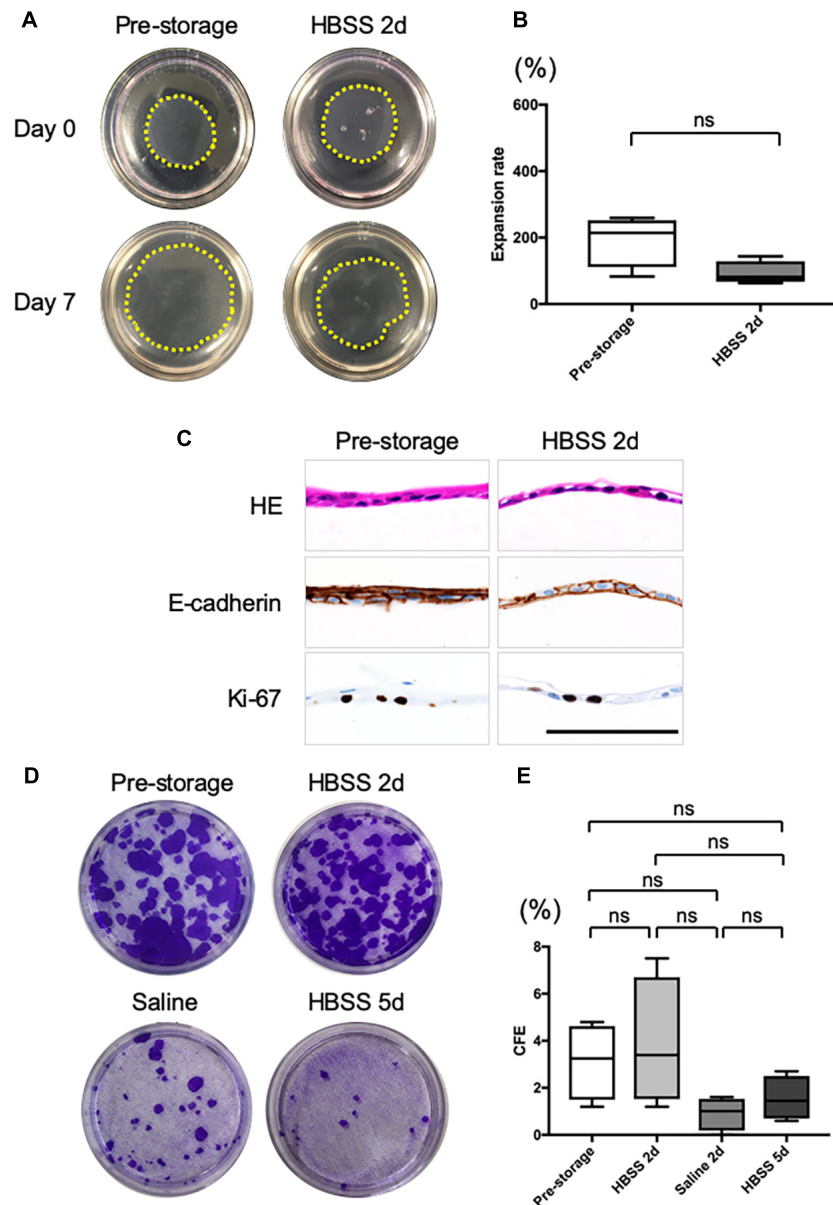 A
Pre-storage HBSS 2d
Day 0
Day 7
B
(%)
600
400
200
0
Expansion rate
ns
Pre-storage
HBSS 2d
C
Pre-storage HBSS 2d
HE
E-cadherin
Ki-67
D
Pre-storage HBSS 2d
Saline HBSS 5d
E
ns
ns
ns
ns ns ns
(%)
8
6
4
2
0
CFE
Pre-storage
HBSS 2d
Saline 2d
HBSS 5d